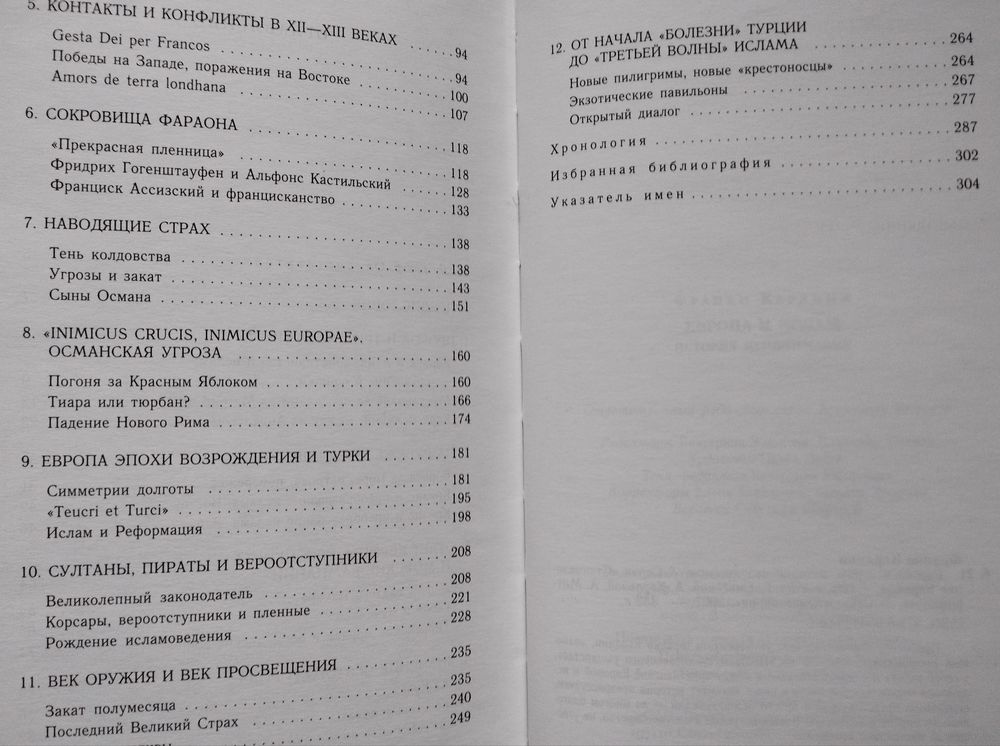 5. КОНТАКТЫ И КОНФЛИКТЫ В XII—XIII ВЕКАХ ...... 94
Gesta Dei per Francos ...... 94
Победы на Западе, поражения на Востоке ...... 100
Amors de terra londhana ...... 107
6. СОКРОВИЩА ФАРАОНА ...... 118
«Прекрасная пленница» ...... 118
Фридрих Гогенштауфен и Альфонс Кастильский ...... 128
Франциск Ассизский и францисканство ...... 133
7. НАВОДЯЩИЕ СТРАХ ...... 138
Тень колдовства ...... 138
Угрозы и закат ...... 143
Сыны Османа ...... 151
8. «INIMICUS CRUCIS, INIMICUS EUROPAE».
ОСМАНСКАЯ УГРОЗА ...... 160
Погоня за Красным Яблоком ...... 160
Тиара или тюрбан? ...... 166
Падение Нового Рима ...... 174
9. ЕВРОПА ЭПОХИ ВОЗРОЖДЕНИЯ И ТУРКИ ...... 181
Симметрии долготы ...... 181
«Teucri et Turci» ...... 195
Ислам и Реформация ...... 198
10. СУЛТАНЫ, ПИРАТЫ И ВЕРООТСТУПНИКИ ...... 208
Великолепный законодатель ...... 208
Корсары, вероотступники и пленные ...... 221
Рождение исламоведения ...... 228
11. ВЕК ОРУЖИЯ И ВЕК ПРОСВЕЩЕНИЯ ...... 235
Закат полумесяца ...... 235
Последний Великий Страх ...... 240
249
12. ОТ НАЧАЛА «БОЛЕЗНИ» ТУРЦИИ
ДО «ТРЕТЬЕЙ ВОЛНЫ» ИСЛАМА ...... 264
Новые пилигримы, новые «крестоносцы» ...... 264
Экзотические павильоны ...... 267
Открытый диалог ...... 277
Хронология ...... 287
Избранная библиография ...... 302
Указатель имен ...... 304